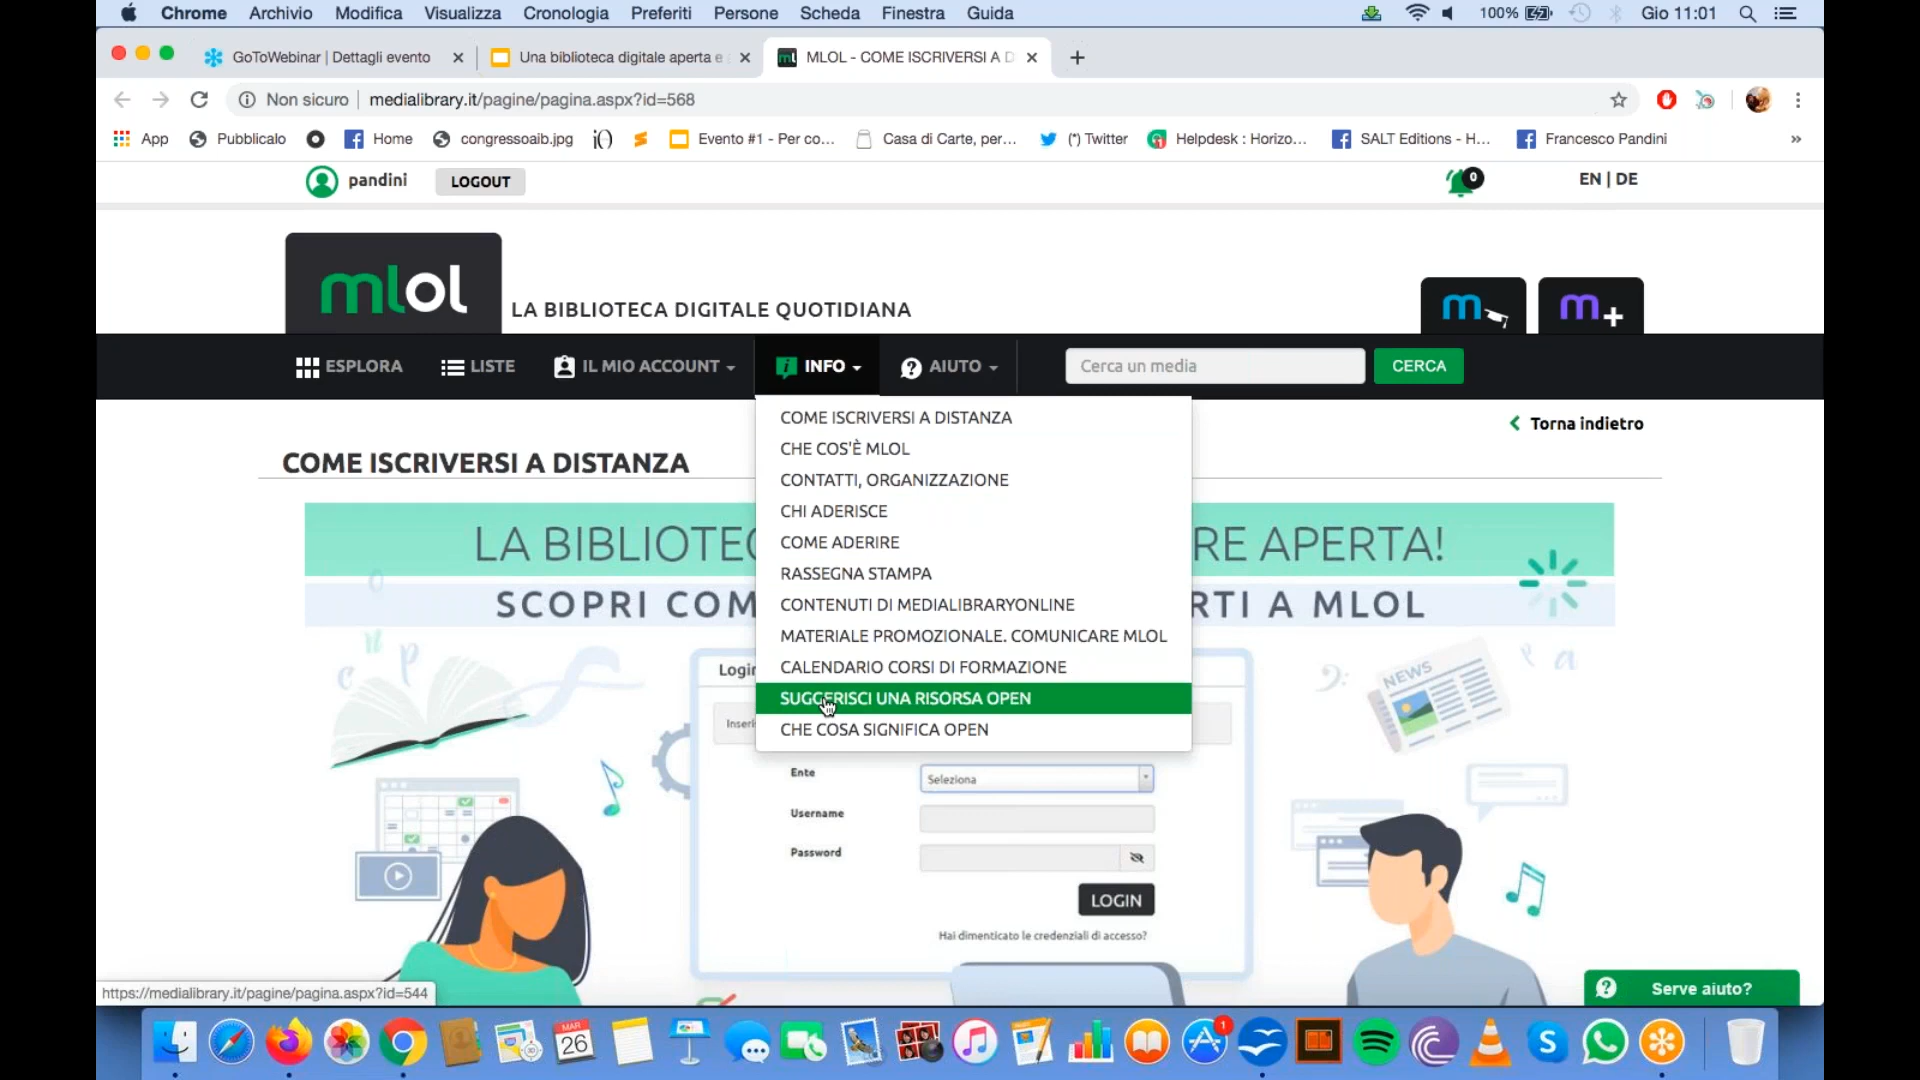 Chrome Archivio Modifica Visualizza Cronologia Preferiti Persone Scheda Finestra Guida 100% Gio 11:01
GoToWebinar | Dettagli evento Una biblioteca digitale aperta e MLOL - COME ISCRIVERSI A D
Non sicuro medialibrary.it/pagine/pagina.aspx?id=568
App Pubblicalo Home congressoaib.jpg Evento #1 - Per co... Casa di Carte, per... (*) Twitter Helpdesk : Horizo... SALT Editions - H... Francesco Pandini »
pandini LOGOUT 0 EN | DE
mlol LA BIBLIOTECA DIGITALE QUOTIDIANA m m+
ESPLORA LISTE IL MIO ACCOUNT INFO AIUTO Cerca un media CERCA
Torna indietro
COME ISCRIVERSI A DISTANZA
COME ISCRIVERSI A DISTANZA
CHE COS'È MLOL
CONTATTI, ORGANIZZAZIONE
CHI ADERISCE
COME ADERIRE
RASSEGNA STAMPA
CONTENUTI DI MEDIALIBRARYONLINE
MATERIALE PROMOZIONALE. COMUNICARE MLOL
CALENDARIO CORSI DI FORMAZIONE
SUGGERISCI UNA RISORSA OPEN
CHE COSA SIGNIFICA OPEN
LA BIBLIOTEC RE APERTA!
SCOPRI COM RTI A MLOL
NEWS
Login
Inseri
Ente Seleziona
Username
Password
LOGIN
Hai dimenticato le credenziali di accesso?
Serve aiuto?
https://medialibrary.it/pagine/pagina.aspx?id=544
MAR
26
1